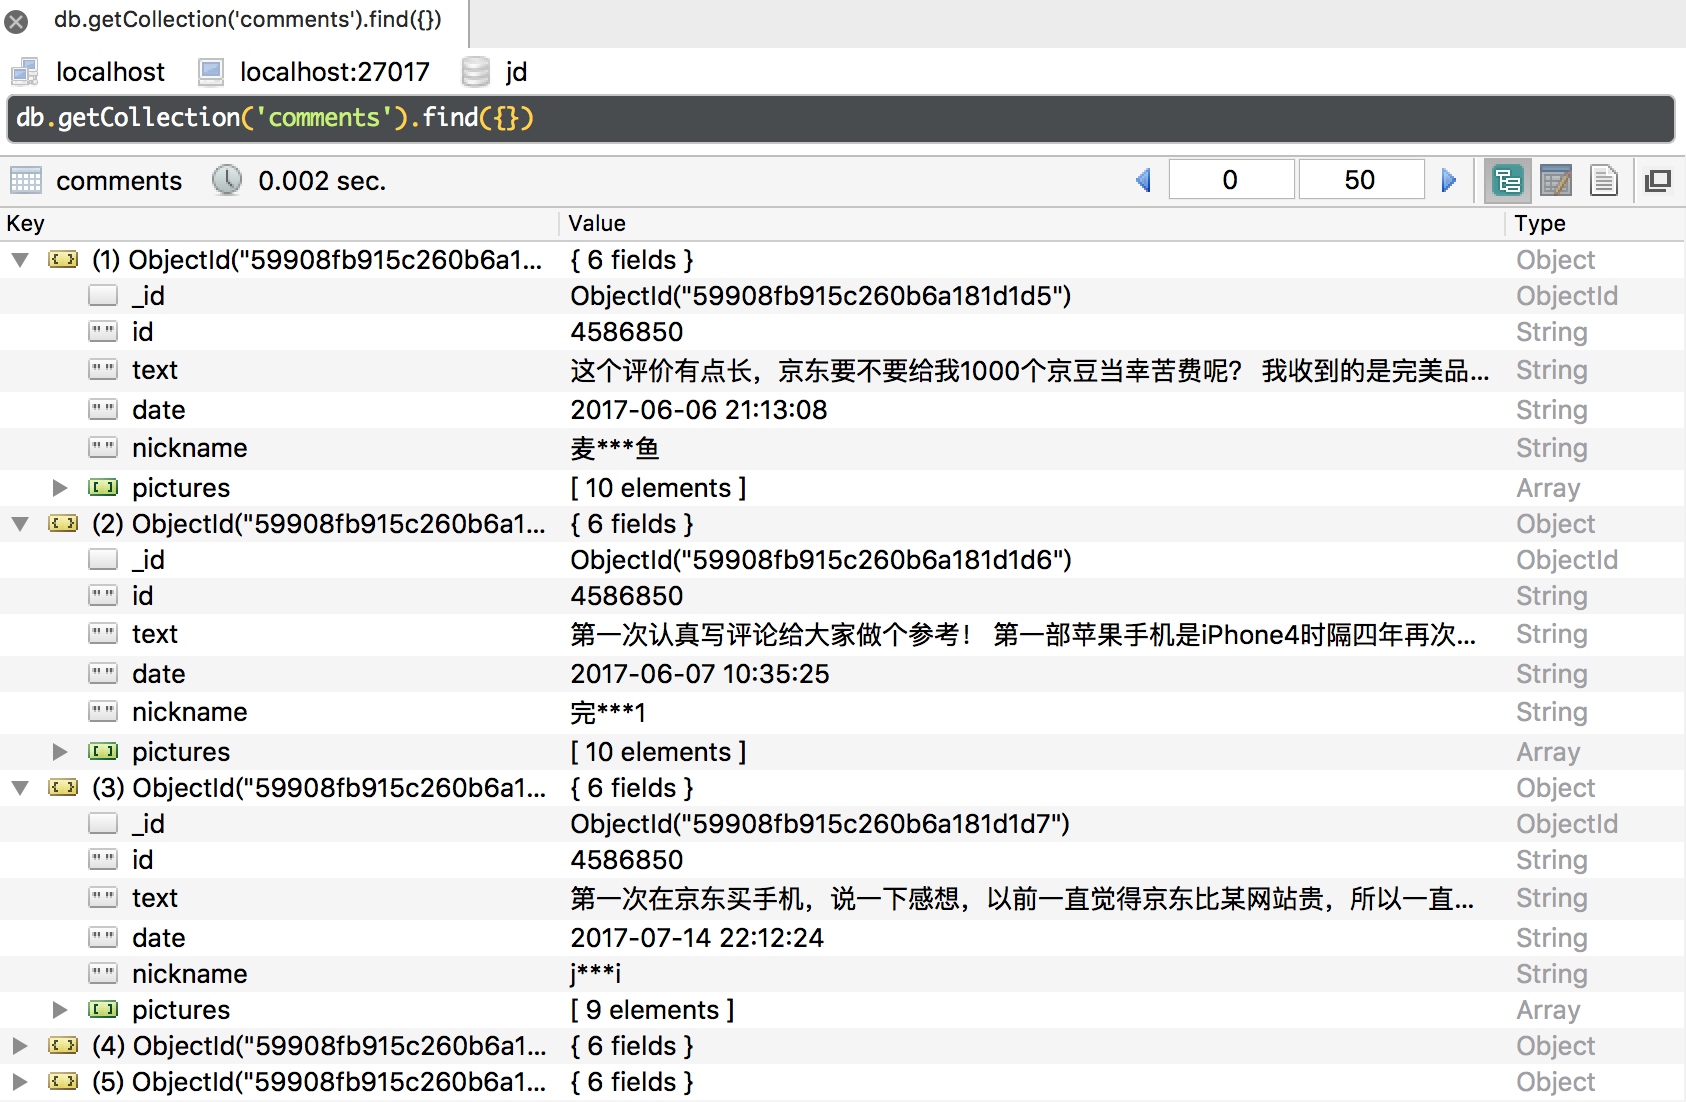 db.getCollection('comments').find({})
localhost localhost:27017 jd
db.getCollection('comments').find({})
comments 0.002 sec. 0 50
Key Value Type
(1) ObjectId("59908fb915c260b6a1... { 6 fields } Object
_id ObjectId("59908fb915c260b6a181d1d5") ObjectId
id 4586850 String
text 这个评价有点长，京东要不要给我1000个京豆当幸苦费呢？ 我收到的是完美品... String
date 2017-06-06 21:13:08 String
nickname 麦***鱼 String
pictures [ 10 elements ] Array
(2) ObjectId("59908fb915c260b6a1... { 6 fields } Object
_id ObjectId("59908fb915c260b6a181d1d6") ObjectId
id 4586850 String
text 第一次认真写评论给大家做个参考！ 第一部苹果手机是iPhone4时隔四年再次... String
date 2017-06-07 10:35:25 String
nickname 完***1 String
pictures [ 10 elements ] Array
(3) ObjectId("59908fb915c260b6a1... { 6 fields } Object
_id ObjectId("59908fb915c260b6a181d1d7") ObjectId
id 4586850 String
text 第一次在京东买手机，说一下感想，以前一直觉得京东比某网站贵，所以一直... String
date 2017-07-14 22:12:24 String
nickname j***i String
pictures [ 9 elements ] Array
(4) ObjectId("59908fb915c260b6a1... { 6 fields } Object
(5) ObjectId("59908fb915c260b6a1... { 6 fields } Object